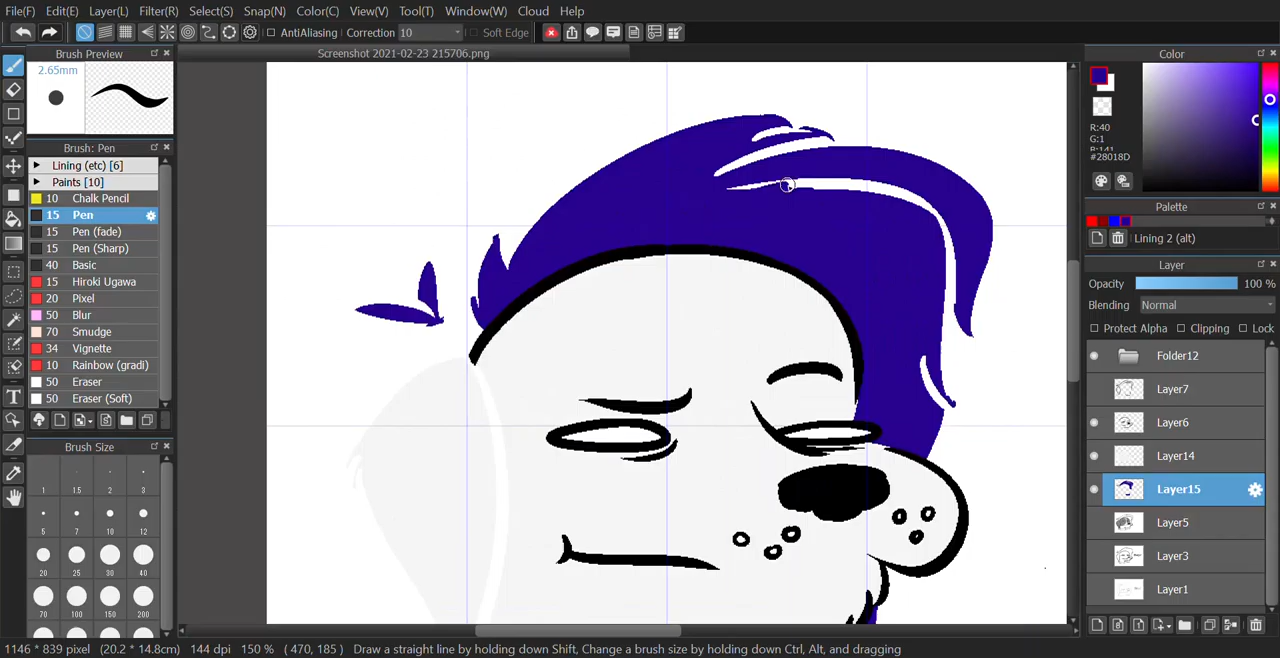 File(F) Edit(E) Layer(L) Filter(R) Select(S) Snap(N) Color(C) View(V) Tool(T) Window(W) Cloud Help
AntiAliasing Correction 10 Soft Edge
Brush Preview
Screenshot 2021-02-23 215706.png
Color
2.65mm
R:40
G:1
B:141
#28018D
Brush: Pen
Lining (etc) [6]
Paints [10]
10 Chalk Pencil
15 Pen
15 Pen (fade)
15 Pen (Sharp)
40 Basic
15 Hiroki Ugawa
20 Pixel
50 Blur
70 Smudge
34 Vignette
10 Rainbow (gradi)
50 Eraser
50 Eraser (Soft)
Palette
Lining 2 (alt)
Layer
Opacity 100 %
Blending Normal
Protect Alpha Clipping Lock
Folder12
Layer7
Layer6
Layer14
Layer15
Layer5
Layer3
Layer1
Brush Size
1 1.5 2 3
5 7 10 12
20 25 30 40
70 100 150 200
1146 * 839 pixel (20.2 * 14.8cm) 144 dpi 150 % ( 470, 185 ) Draw a straight line by holding down Shift, Change a brush size by holding down Ctrl, Alt, and dragging